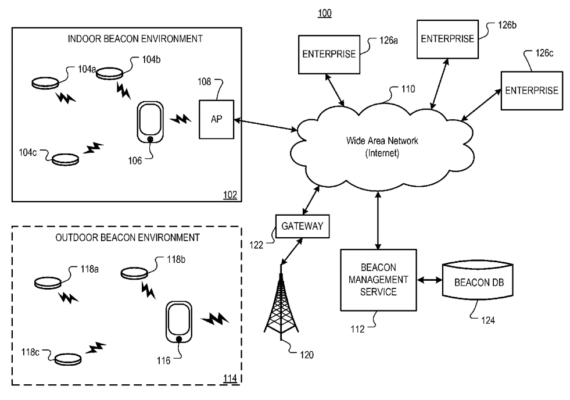 100
INDOOR BEACON ENVIRONMENT
104a
104b
104c
106
108
AP
102
126a
ENTERPRISE
126b
ENTERPRISE
126c
ENTERPRISE
110
Wide Area Network
(Internet)
GATEWAY
122
120
BEACON
MANAGEMENT
SERVICE
112
BEACON DB
124
OUTDOOR BEACON ENVIRONMENT
118a
118b
118c
116
114